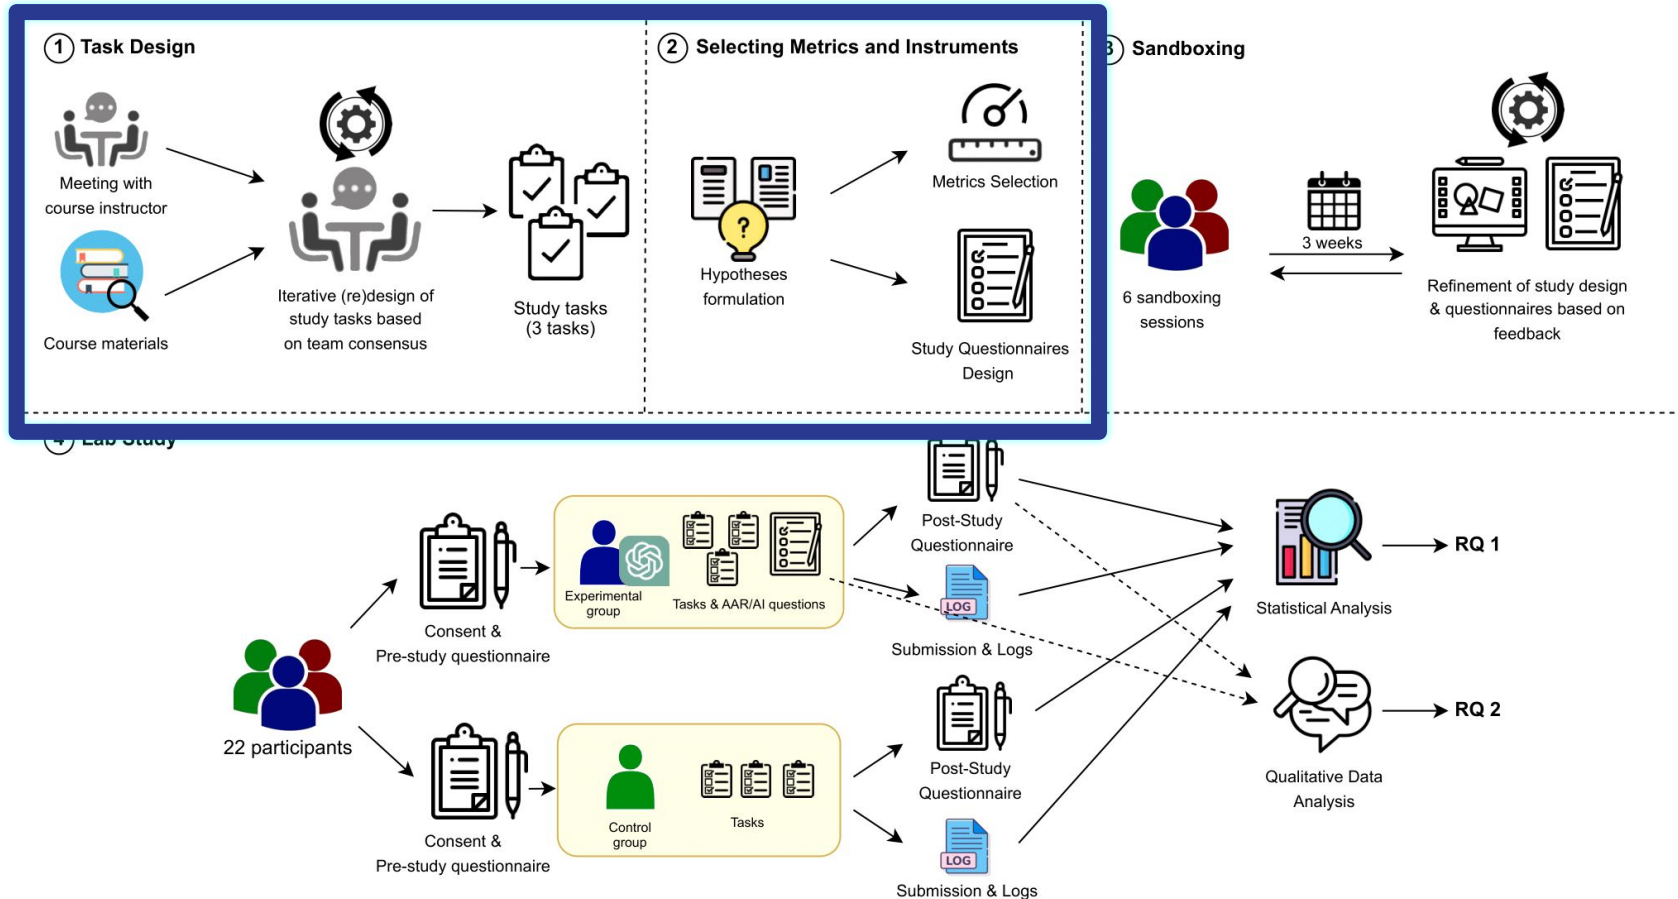 1 Task Design
Meeting with
course instructor
Course materials
Iterative (re)design of
study tasks based
on team consensus
Study tasks
(3 tasks)
2 Selecting Metrics and Instruments
?
Hypotheses
formulation
Metrics Selection
Study Questionnaires
Design
3 Sandboxing
6 sandboxing
sessions
3 weeks
Refinement of study design
& questionnaires based on
feedback
4 Lab Study
22 participants
Consent &
Pre-study questionnaire
Experimental
group
Tasks & AAR/AI questions
Post-Study
Questionnaire
LOG
Submission & Logs
Consent &
Pre-study questionnaire
Control
group
Tasks
Post-Study
Questionnaire
LOG
Submission & Logs
Statistical Analysis
RQ 1
Qualitative Data
Analysis
RQ 2